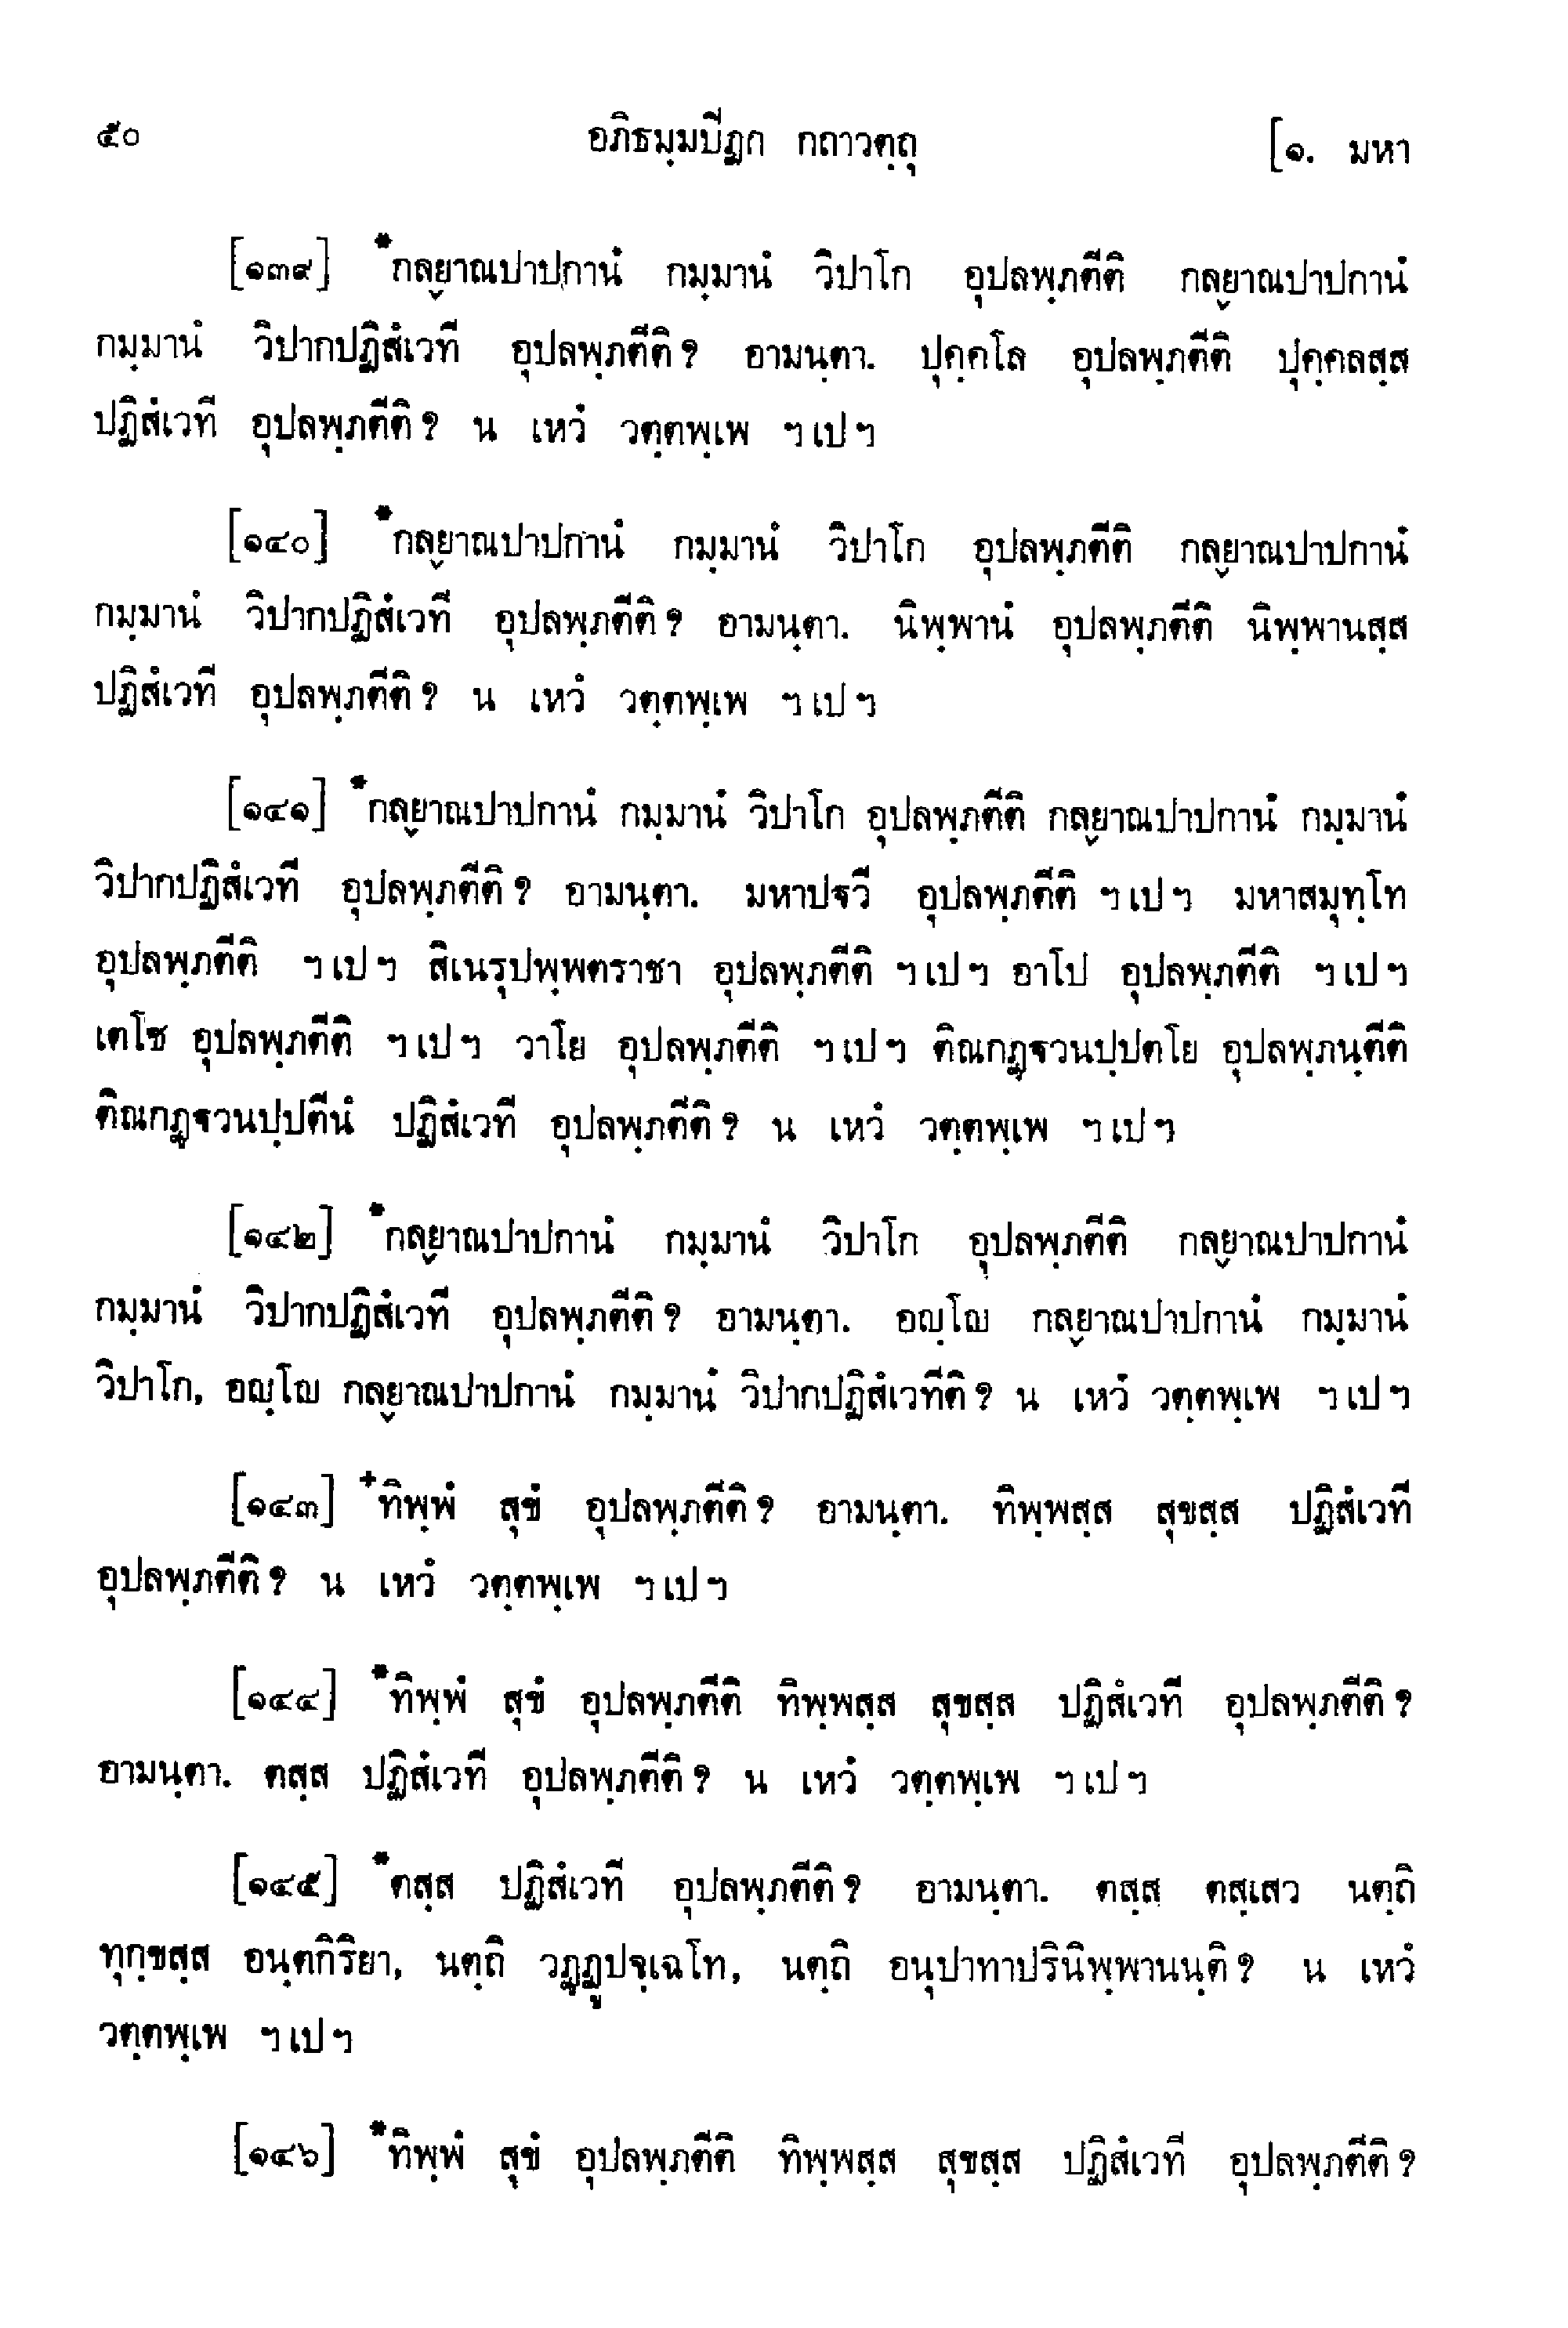 ๕๐ อภิธมฺมปีฏก กถาวตฺถุ [๑. มหา
[๑๓๙] *กลฺยาณปาปกานํ กมฺมานํ วิปาโก อุปลพฺภตีติ กลฺยาณปาปกานํ
กมฺมานํ วิปากปฏิสํเวที อุปลพฺภตีติ? อามนฺตา. ปุคฺคโล อุปลพฺภตีติ ปุคฺคลสฺส
ปฏิสํเวที อุปลพฺภตีติ? น เหวํ วตฺตพฺเพ ฯเปฯ
[๑๔๐] *กลฺยาณปาปกานํ กมฺมานํ วิปาโก อุปลพฺภตีติ กลฺยาณปาปกานํ
กมฺมานํ วิปากปฏิสํเวที อุปลพฺภตีติ? อามนฺตา. นิพฺพานํ อุปลพฺภตีติ นิพฺพานสฺส
ปฏิสํเวที อุปลพฺภตีติ? น เหวํ วตฺตพฺเพ ฯเปฯ
[๑๔๑] *กลฺยาณปาปกานํ กมฺมานํ วิปาโก อุปลพฺภตีติ กลฺยาณปาปกานํ กมฺมานํ
วิปากปฏิสํเวที อุปลพฺภตีติ? อามนฺตา. มหาปฐวี อุปลพฺภตีติ ฯเปฯ มหาสมุทฺโท
อุปลพฺภตีติ ฯเปฯ สิเนรุปพฺพตราชา อุปลพฺภตีติ ฯเปฯ อาโป อุปลพฺภตีติ ฯเปฯ
เตโช อุปลพฺภตีติ ฯเปฯ วาโย อุปลพฺภตีติ ฯเปฯ ติณกฏฺฐวนปฺปตโย อุปลพฺภนฺตีติ
ติณกฏฺฐวนปฺปตีนํ ปฏิสํเวที อุปลพฺภตีติ? น เหวํ วตฺตพฺเพ ฯเปฯ
[๑๔๒] *กลฺยาณปาปกานํ กมฺมานํ วิปาโก อุปลพฺภตีติ กลฺยาณปาปกานํ
กมฺมานํ วิปากปฏิสํเวที อุปลพฺภตีติ? อามนฺตา. อญฺโญ กลฺยาณปาปกานํ กมฺมานํ
วิปาโก, อญฺโญ กลฺยาณปาปกานํ กมฺมานํ วิปากปฏิสํเวทีติ? น เหวํ วตฺตพฺเพ ฯเปฯ
[๑๔๓] +ทิพฺพํ สุขํ อุปลพฺภตีติ? อามนฺตา. ทิพฺพสฺส สุขสฺส ปฏิสํเวที
อุปลพฺภตีติ? น เหวํ วตฺตพฺเพ ฯเปฯ
[๑๔๔] *ทิพฺพํ สุขํ อุปลพฺภตีติ ทิพฺพสฺส สุขสฺส ปฏิสํเวที อุปลพฺภตีติ?
อามนฺตา. ตสฺส ปฏิสํเวที อุปลพฺภตีติ? น เหวํ วตฺตพฺเพ ฯเปฯ
[๑๔๕] *ตสฺส ปฏิสํเวที อุปลพฺภตีติ? อามนฺตา. ตสฺส ตสฺเสว นตฺถิ
ทุกฺขสฺส อนฺตกิริยา, นตฺถิ วฏฺฏูปจฺเฉโท, นตฺถิ อนุปาทาปรินิพฺพานนฺติ? น เหวํ
วตฺตพฺเพ ฯเปฯ
[๑๔๖] *ทิพฺพํ สุขํ อุปลพฺภตีติ ทิพฺพสฺส สุขสฺส ปฏิสํเวที อุปลพฺภตีติ?